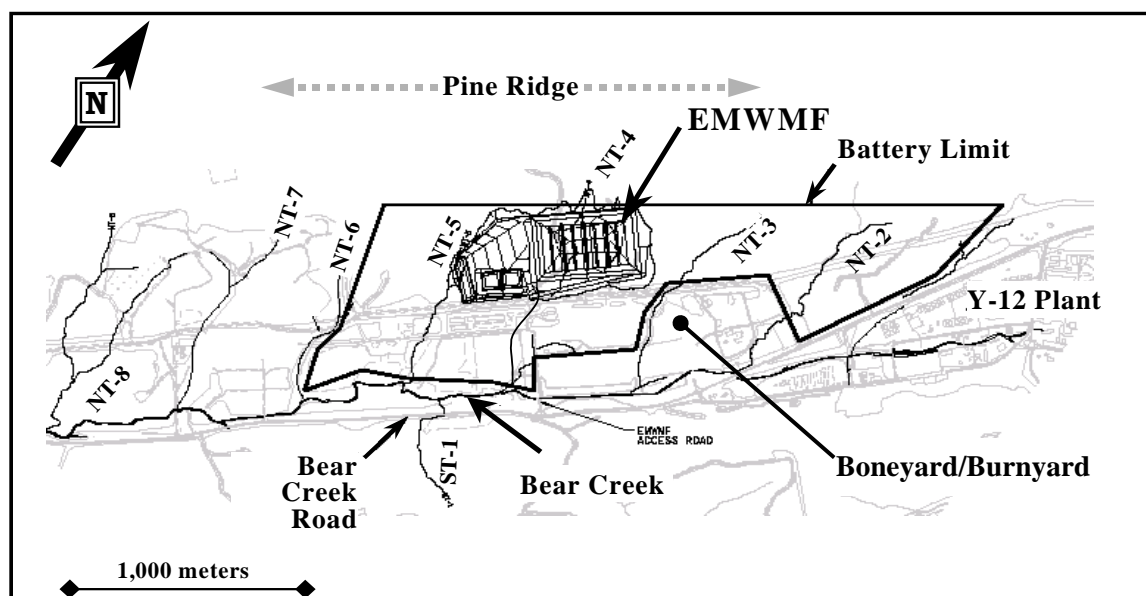 N
Pine Ridge
EMWMF
Battery Limit
NT-4
NT-7
NT-6
NT-5
NT-3
NT-2
Y-12 Plant
NT-8
EMWMF
ACCESS ROAD
ST-1
Bear
Creek
Road
Bear Creek
Boneyard/Burnyard
1,000 meters